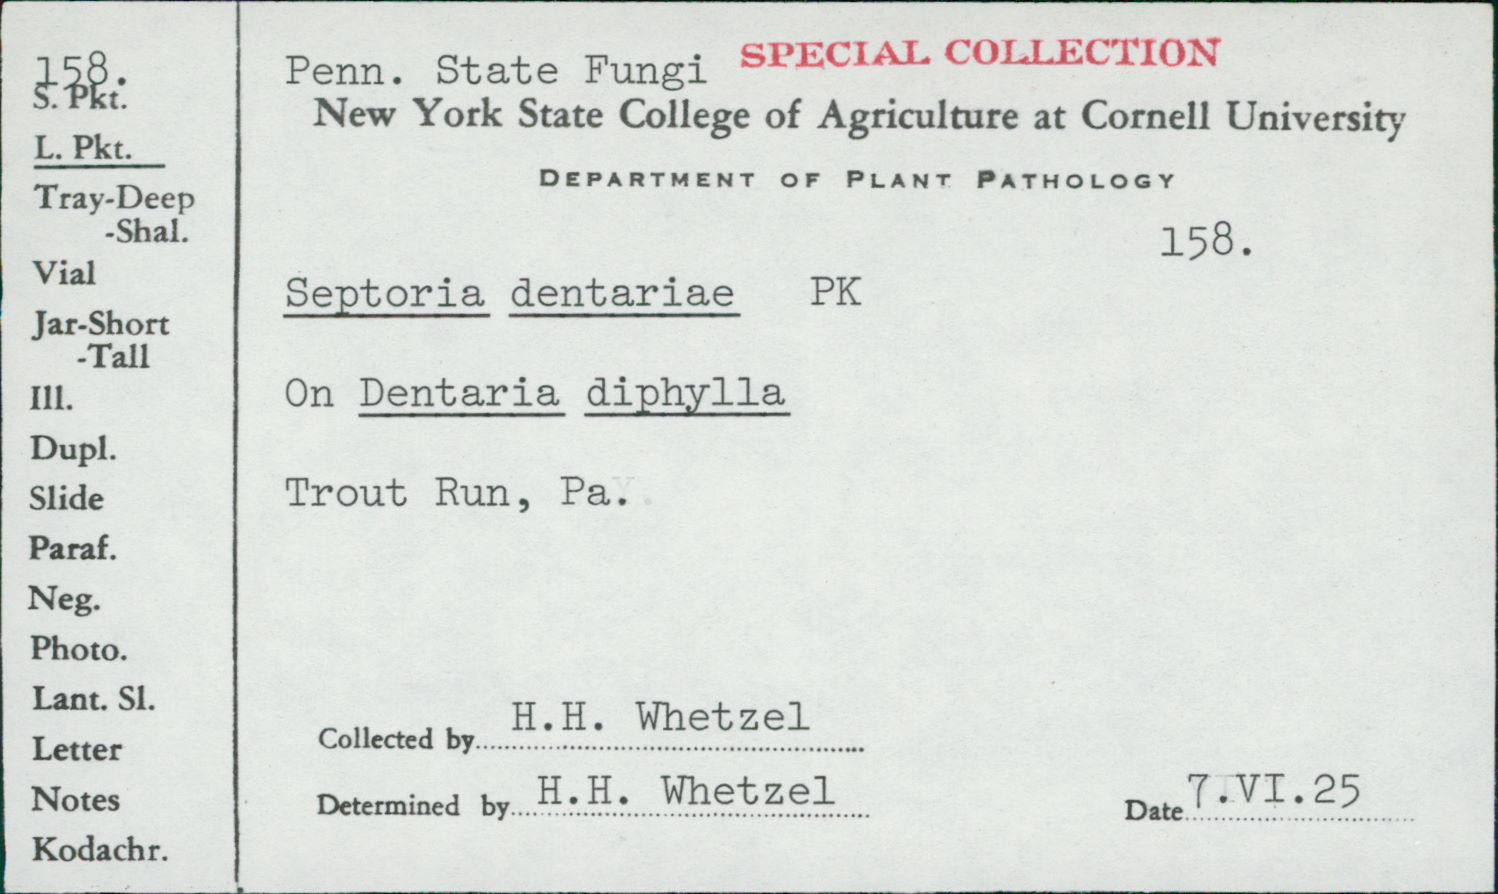 158.
S. Pkt.
L. Pkt.
Tray-Deep
-Shal.
Vial
Jar-Short
-Tall
Ill.
Dupl.
Slide
Paraf.
Neg.
Photo.
Lant. Sl.
Letter
Notes
Kodachr.
Penn. State Fungi SPECIAL COLLECTION
New York State College of Agriculture at Cornell University
DEPARTMENT OF PLANT PATHOLOGY
158.
Septoria dentariae PK
On Dentaria diphylla
Trout Run, Pa.
Collected by H.H. Whetzel
Determined by H.H. Whetzel
Date 7.VI.25